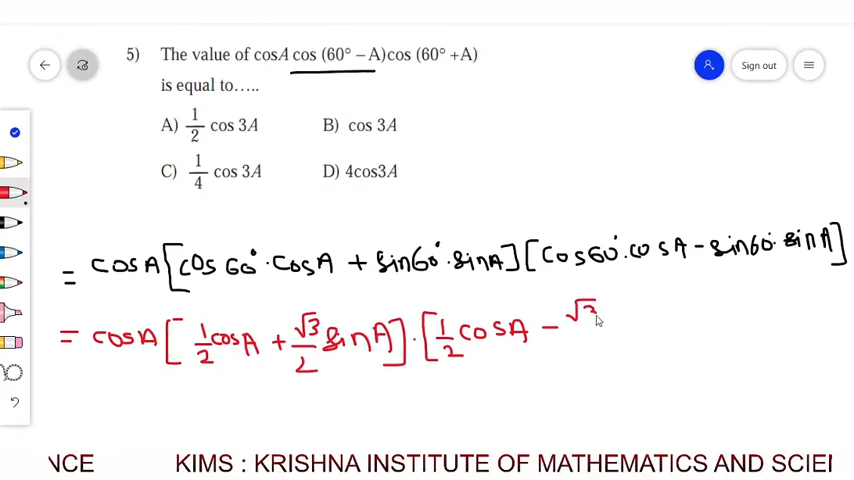 5) The value of cosA cos (60° – A)cos (60° +A)
Sign out
is equal to…..
A) 1/2 cos 3A B) cos 3A
C) 1/4 cos 3A D) 4cos3A
= cosA[cos 60°·cosA + sin60°·sinA][cos60°·cosA – sin60·sinA]
= cosA[1/2 cosA + √3/2 sinA]·[1/2 cosA – √3
NCE KIMS : KRISHNA INSTITUTE OF MATHEMATICS AND SCIEI